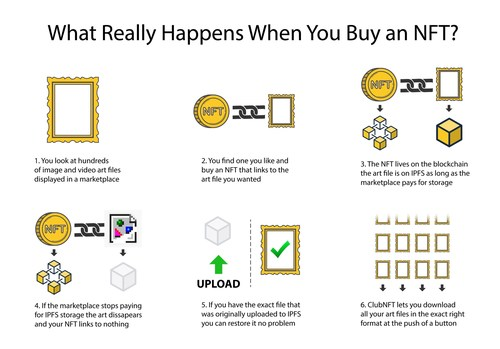 What Really Happens When You Buy an NFT?
NFT
NFT
1. You look at hundreds
of image and video art files
displayed in a marketplace
2. You find one you like and
buy an NFT that links to the
art file you wanted
3. The NFT lives on the blockchain
the art file is on IPFS as long as the
marketplace pays for storage
NFT
UPLOAD
4. If the marketplace stops paying
for IPFS storage the art dissapears
and your NFT links to nothing
5. If you have the exact file that
was originally uploaded to IPFS
you can restore it no problem
6. ClubNFT lets you download
all your art files in the exact right
format at the push of a button